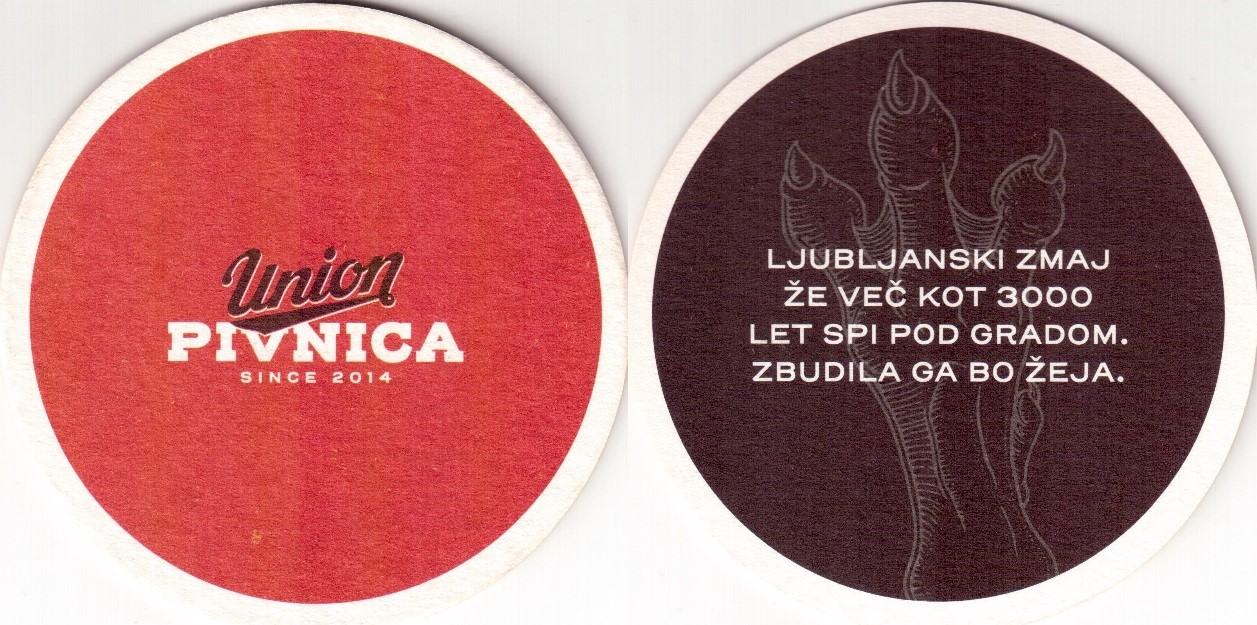 Union
PIVNICA
SINCE 2014
LJUBLJANSKI ZMAJ
ŽE VEČ KOT 3000
LET SPI POD GRADOM.
ZBUDILA GA BO ŽEJA.